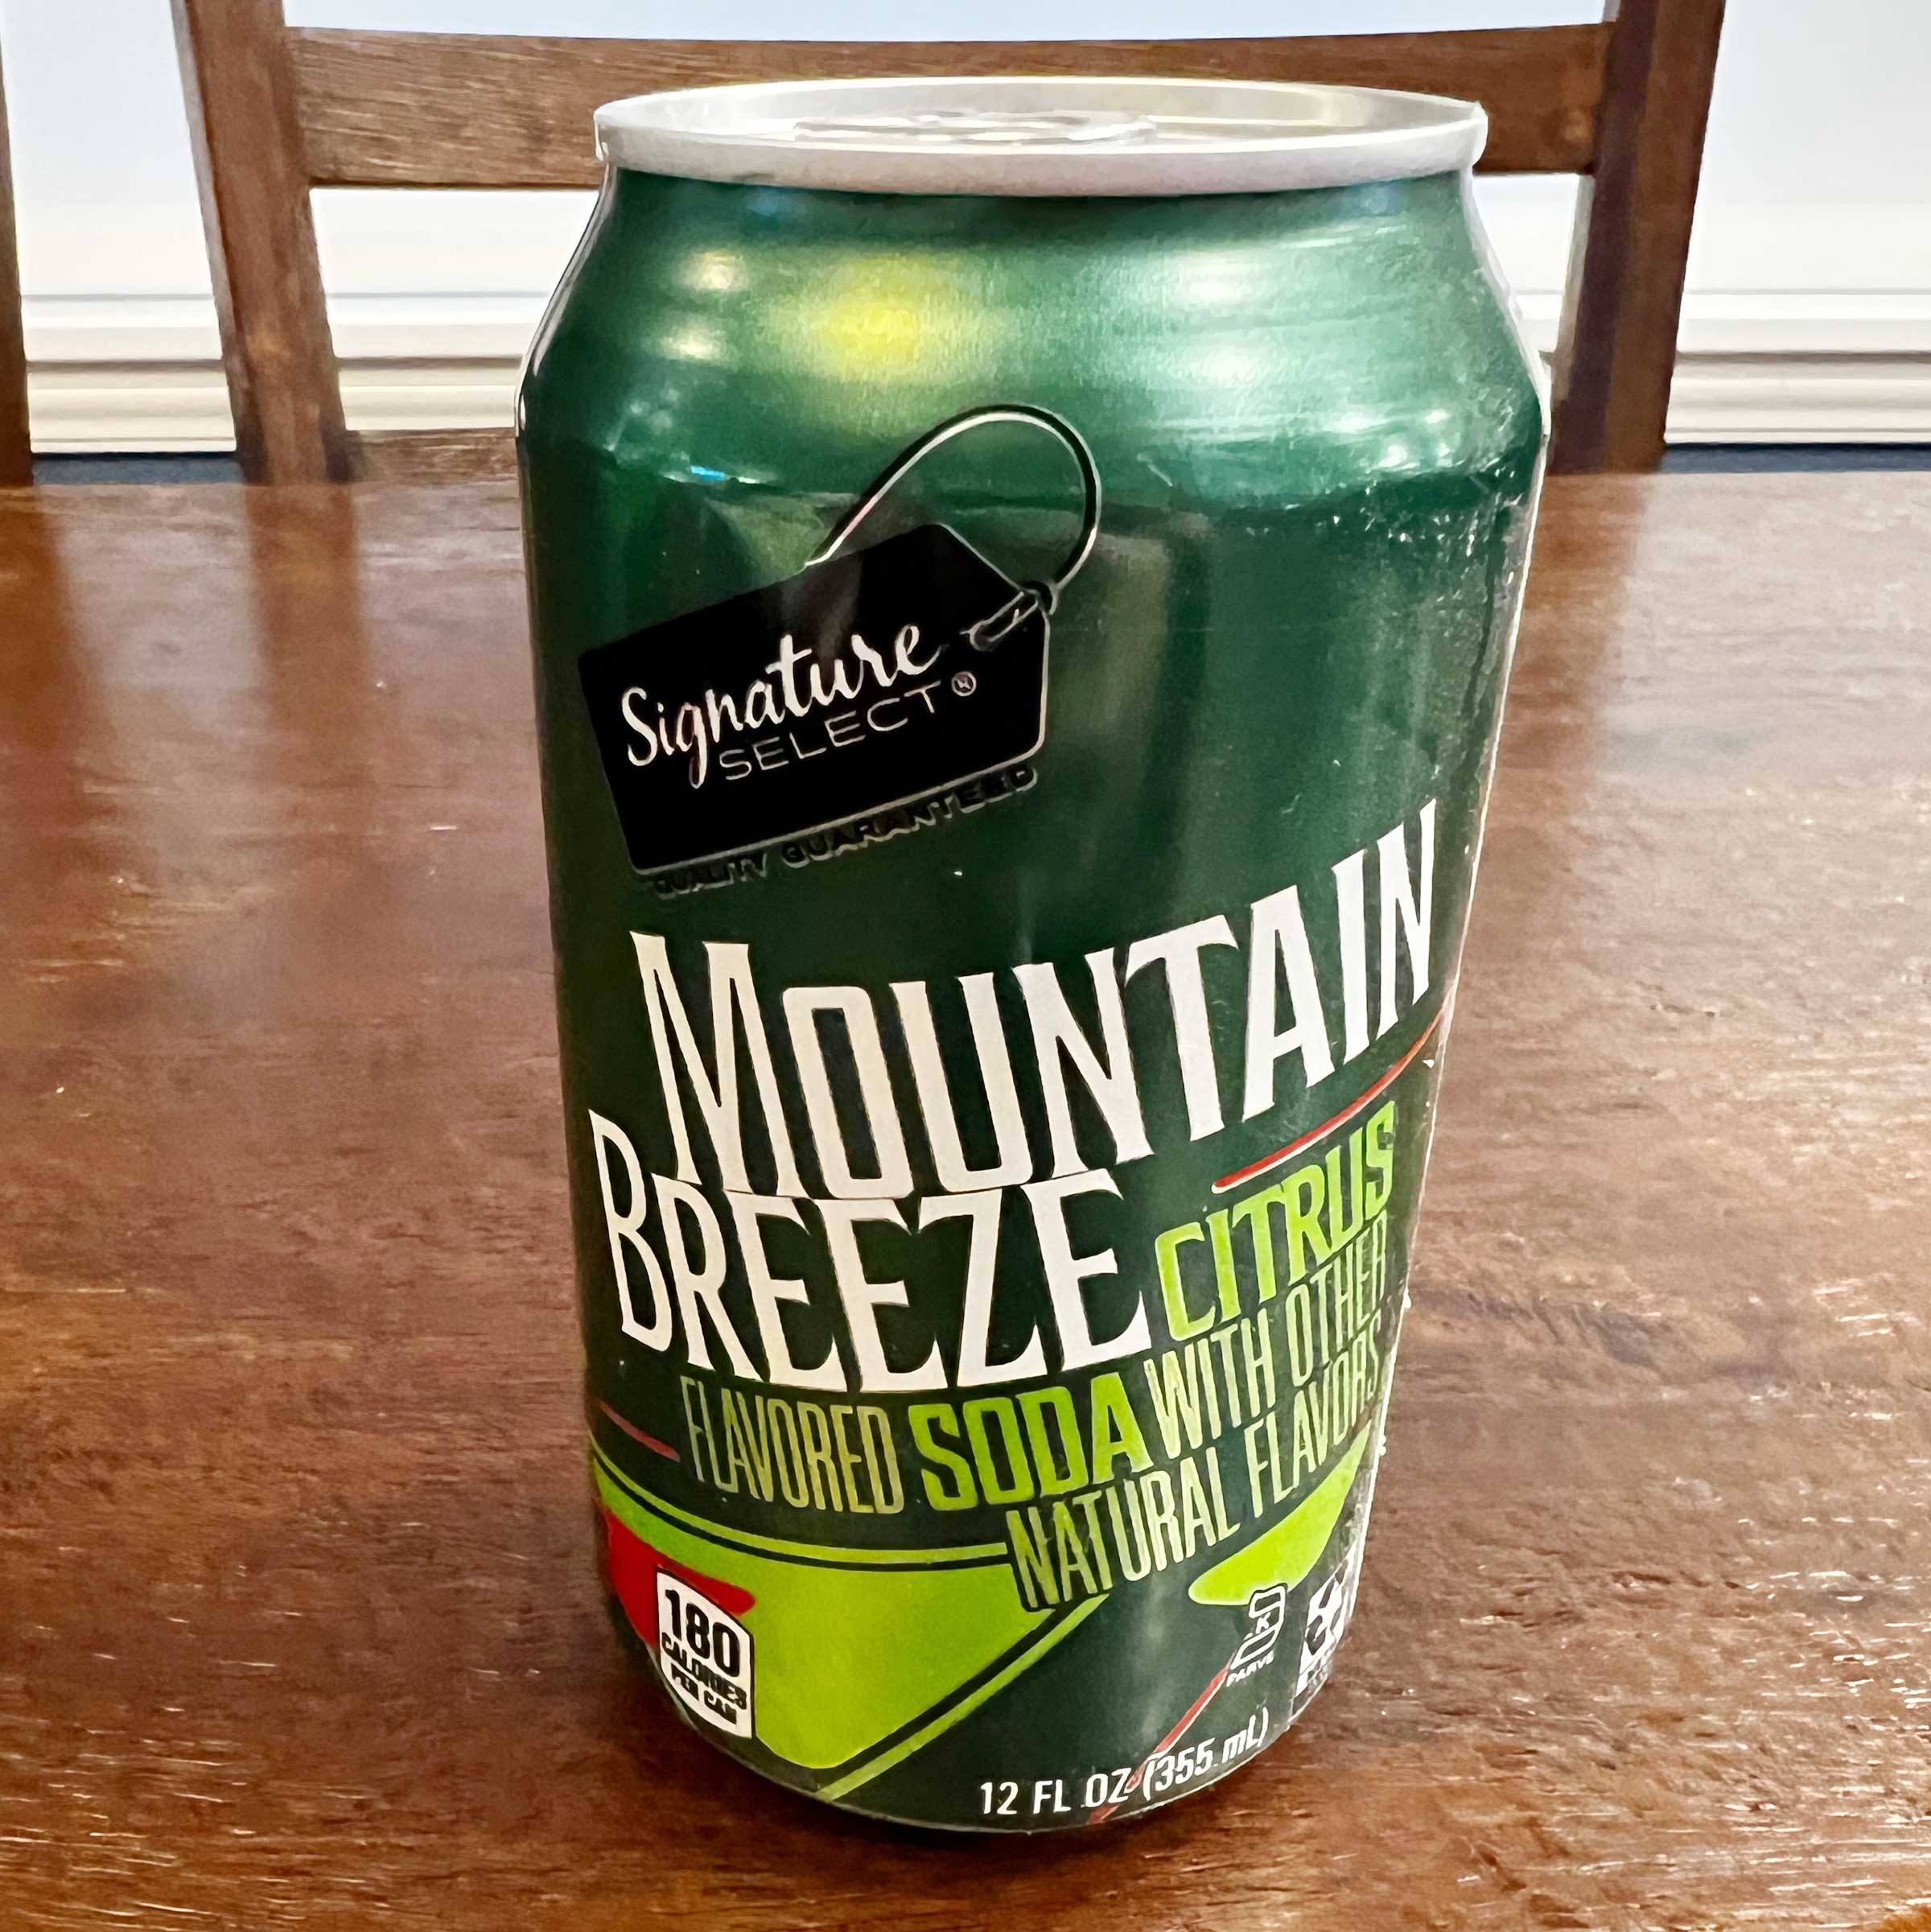 Signature
SELECT®
QUALITY GUARANTEED
MOUNTAIN
BREEZE
CITRUS
FLAVORED SODA WITH OTHER
NATURAL FLAVORS
180
CALORIES
PER CAN
K
PARVE
12 FL OZ (355 mL)